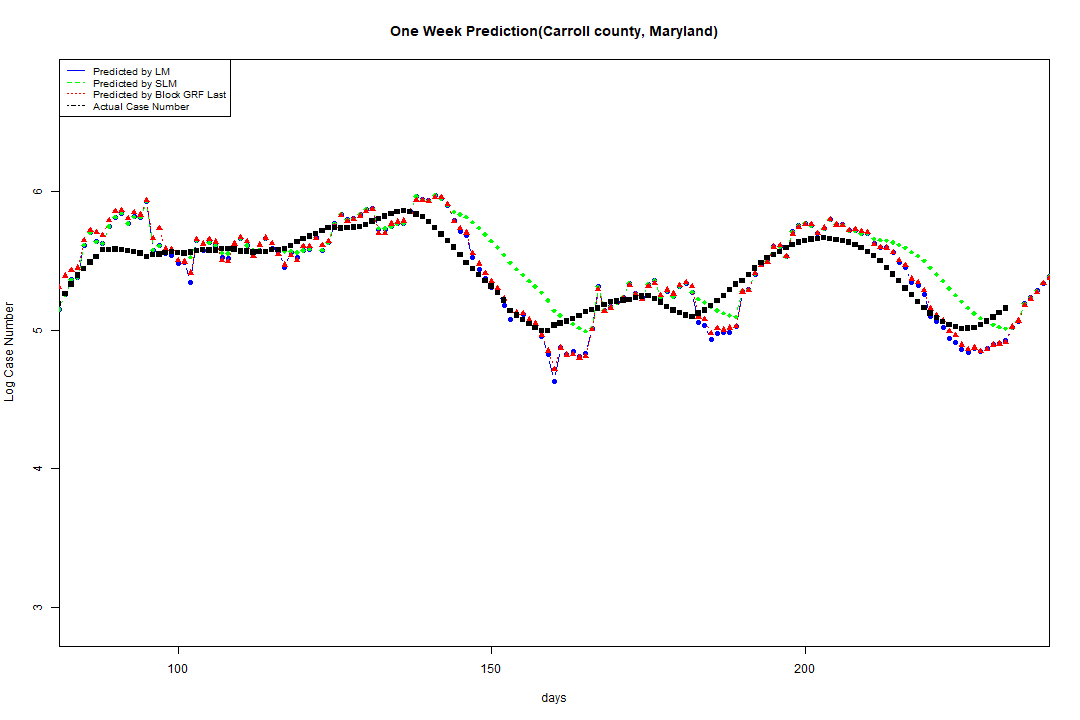 One Week Prediction(Carroll county, Maryland)
Predicted by LM
Predicted by SLM
Predicted by Block GRF Last
Actual Case Number
6
5
4
3
Log Case Number
100 150 200
days